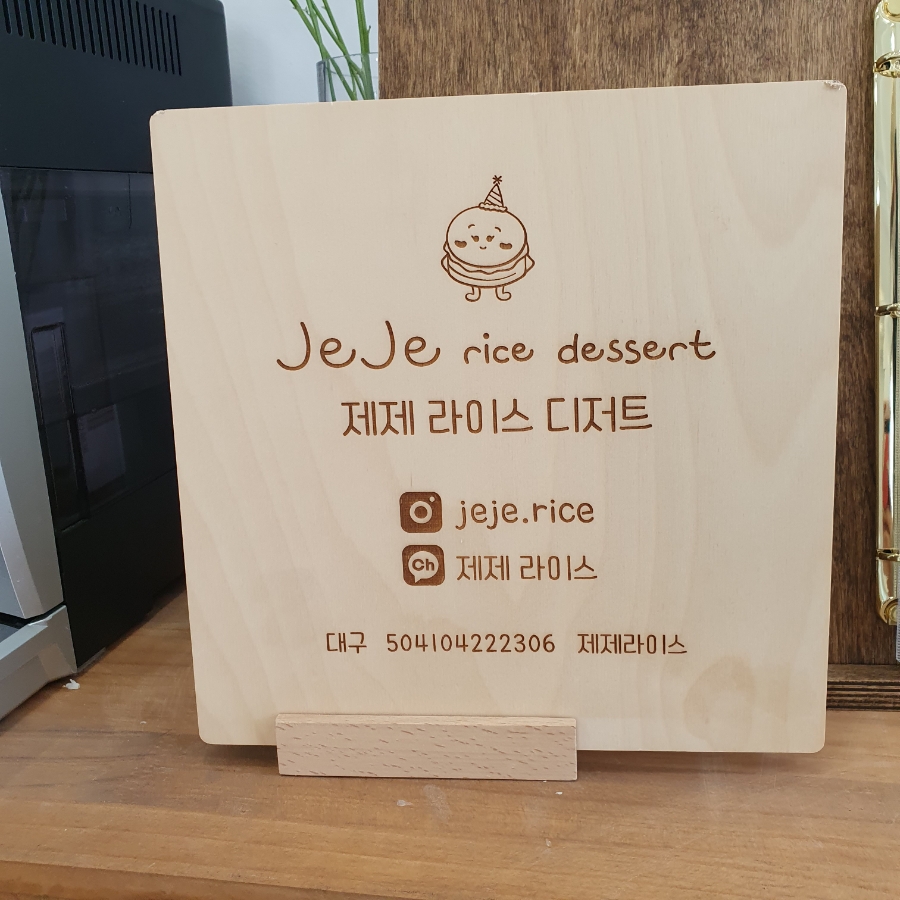 JeJe rice dessert
제제 라이스 디저트
jeje.rice
Ch 제제 라이스
대구 504104222306 제제라이스